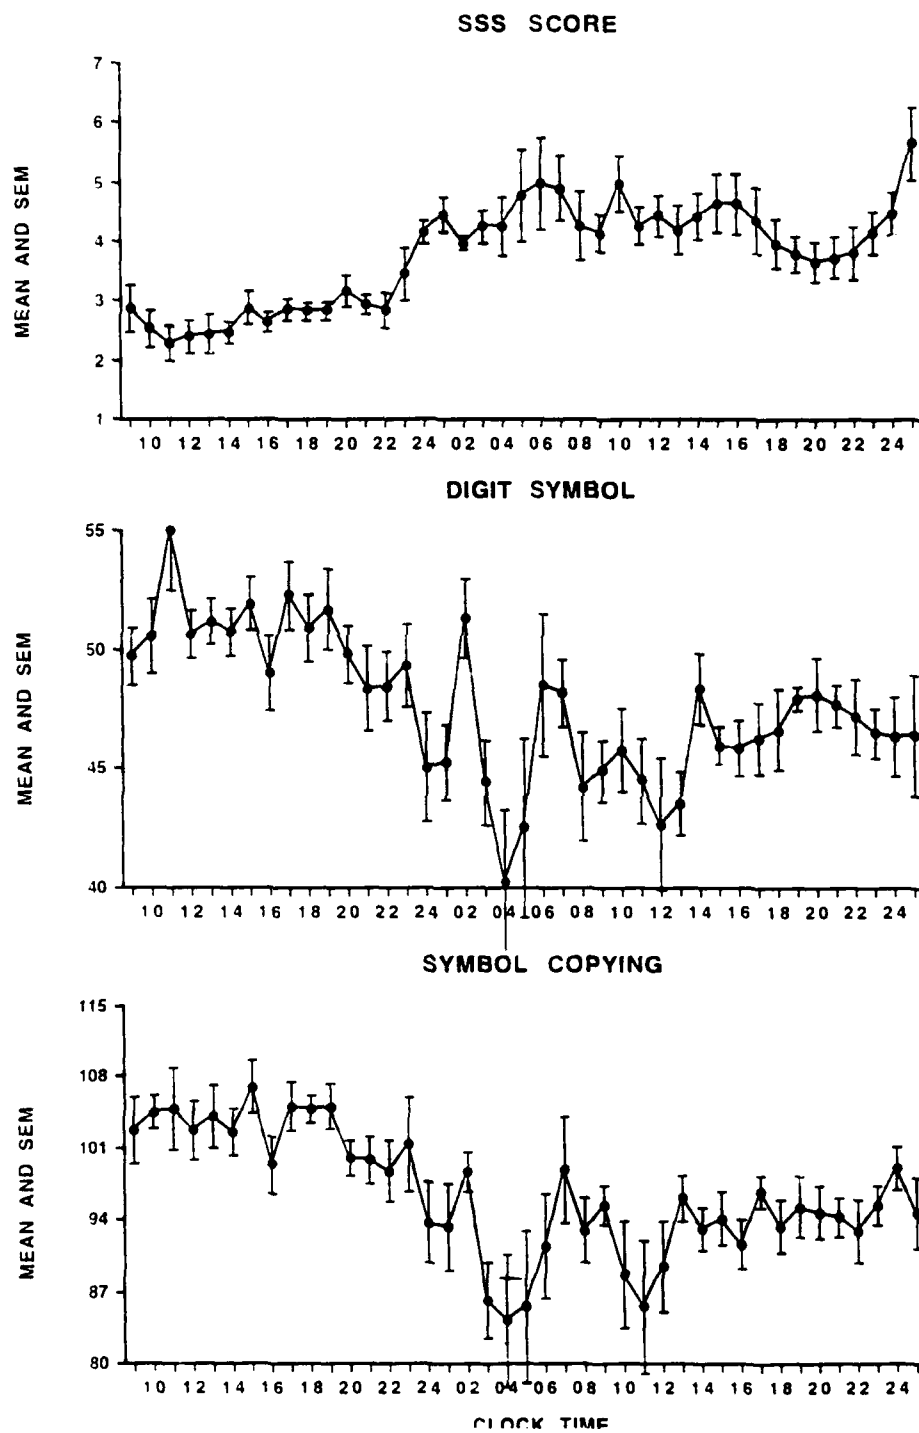 SSS SCORE
MEAN AND SEM
7
6
5
4
3
2
1
10 12 14 16 18 20 22 24 02 04 06 08 10 12 14 16 18 20 22 24
DIGIT SYMBOL
MEAN AND SEM
55
50
45
40
10 12 14 16 18 20 22 24 02 04 06 08 10 12 14 16 18 20 22 24
SYMBOL COPYING
MEAN AND SEM
115
108
101
94
87
80
10 12 14 16 18 20 22 24 02 04 06 08 10 12 14 16 18 20 22 24
CLOCK TIME